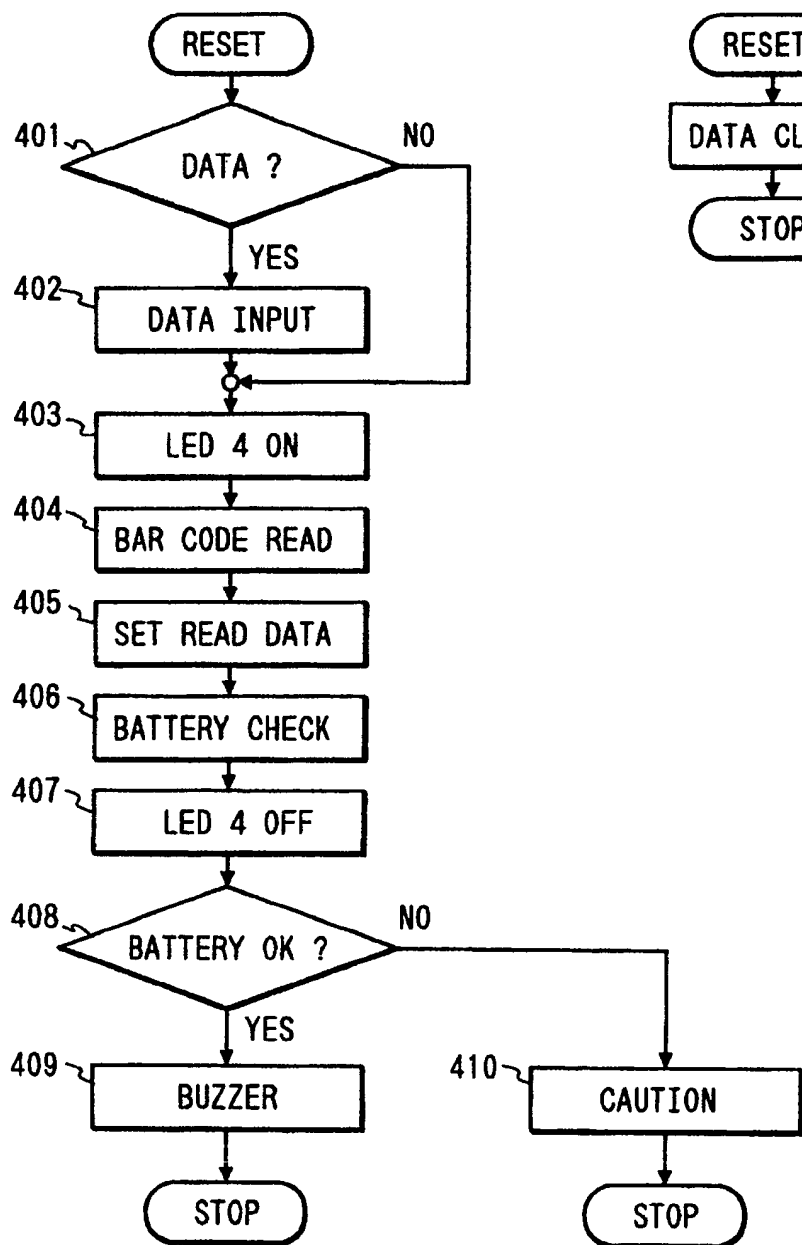 RESET
401
DATA ?
NO
YES
402
DATA INPUT
403
LED 4 ON
404
BAR CODE READ
405
SET READ DATA
406
BATTERY CHECK
407
LED 4 OFF
408
BATTERY OK ?
NO
YES
409
BUZZER
STOP
410
CAUTION
STOP
RESET
DATA CL
STOP